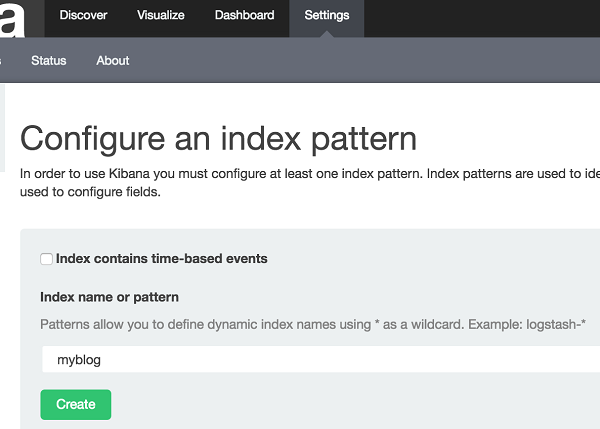 a
Discover Visualize Dashboard Settings
s Status About
Configure an index pattern
In order to use Kibana you must configure at least one index pattern. Index patterns are used to ide
used to configure fields.
Index contains time-based events
Index name or pattern
Patterns allow you to define dynamic index names using * as a wildcard. Example: logstash-*
myblog
Create